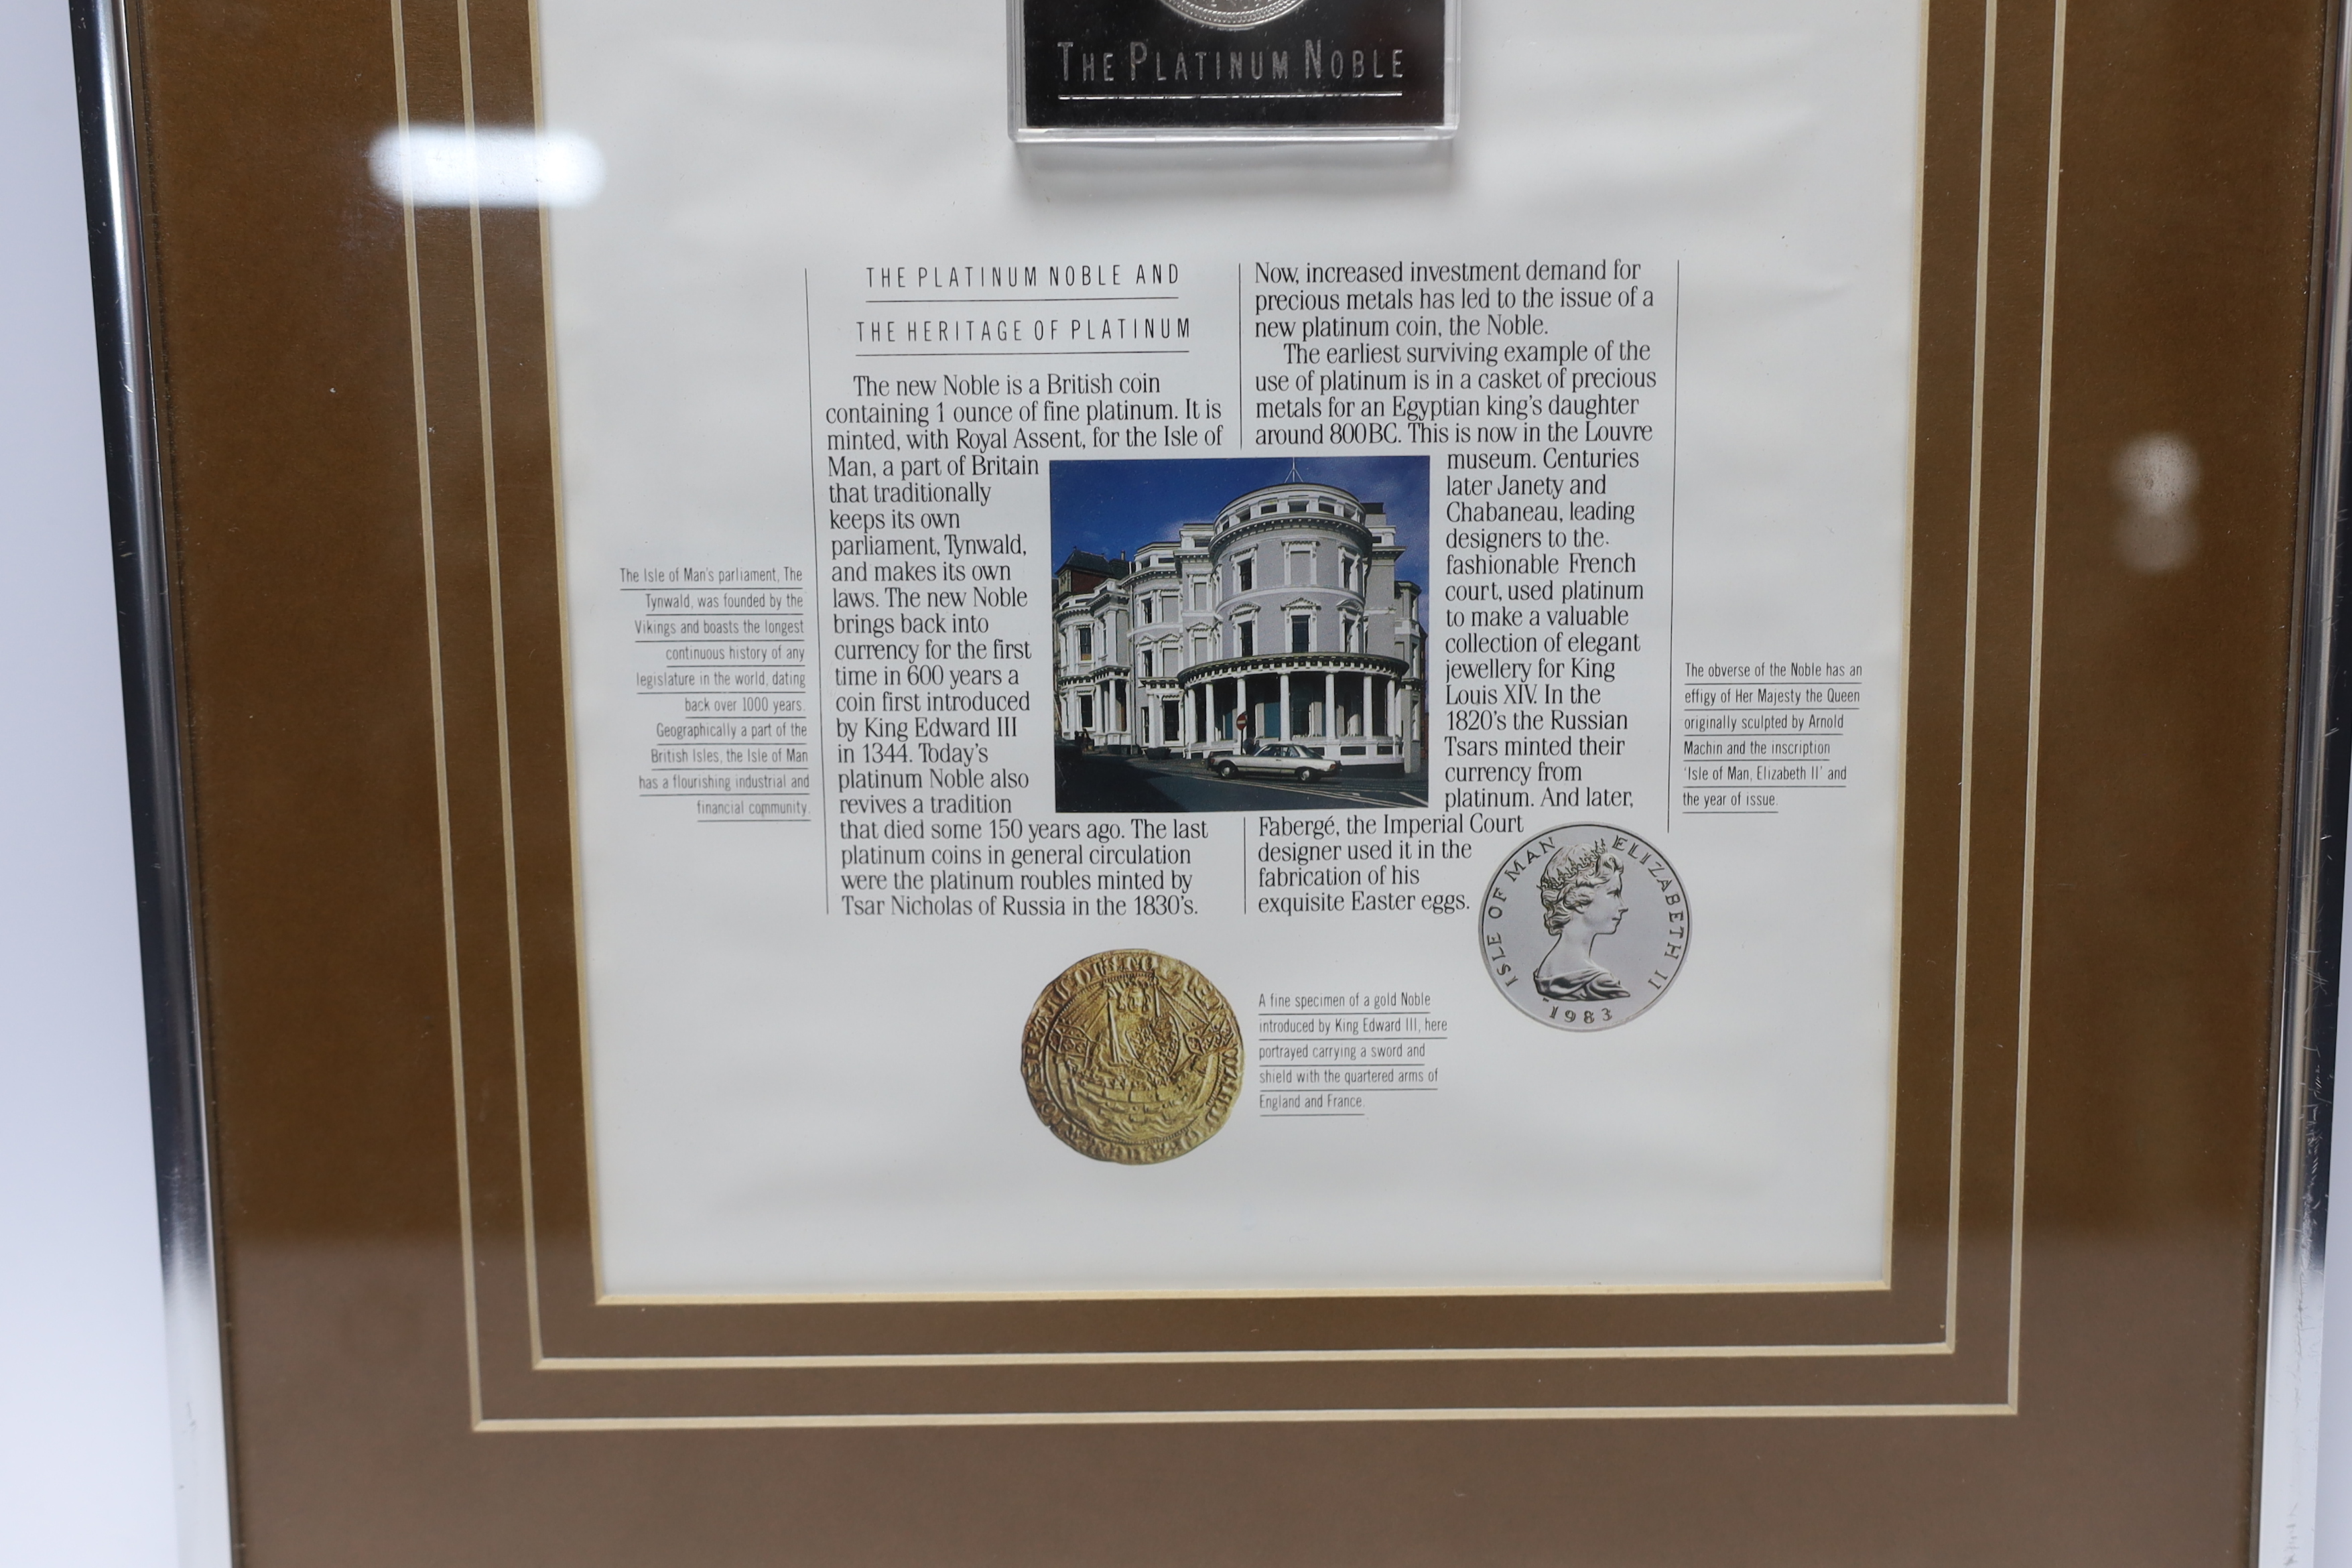 THE PLATINUM NOBLE
THE PLATINUM NOBLE AND
THE HERITAGE OF PLATINUM
The new Noble is a British coin
containing 1 ounce of fine platinum. It is
minted, with Royal Assent, for the Isle of
Man, a part of Britain
that traditionally
keeps its own
parliament, Tynwald,
and makes its own
laws. The new Noble
brings back into
currency for the first
time in 600 years a
coin first introduced
by King Edward III
in 1344. Today's
platinum Noble also
revives a tradition
that died some 150 years ago. The last
platinum coins in general circulation
were the platinum roubles minted by
Tsar Nicholas of Russia in the 1830's.
Now, increased investment demand for
precious metals has led to the issue of a
new platinum coin, the Noble.
The earliest surviving example of the
use of platinum is in a casket of precious
metals for an Egyptian king's daughter
around 800BC. This is now in the Louvre
museum. Centuries
later Janety and
Chabaneau, leading
designers to the
fashionable French
court, used platinum
to make a valuable
collection of elegant
jewellery for King
Louis XIV. In the
1820's the Russian
Tsars minted their
currency from
platinum. And later,
Fabergé, the Imperial Court
designer used it in the
fabrication of his
exquisite Easter eggs.
The Isle of Man's parliament, The
Tynwald, was founded by the
Vikings and boasts the longest
continuous history of any
legislature in the world, dating
back over 1000 years.
Geographically a part of the
British Isles, the Isle of Man
has a flourishing industrial and
financial community.
The obverse of the Noble has an
effigy of Her Majesty the Queen
originally sculpted by Arnold
Machin and the inscription
'Isle of Man, Elizabeth II' and
the year of issue.
ISLE OF MAN ELIZABETH II
1983
A fine specimen of a gold Noble
introduced by King Edward III, here
portrayed carrying a sword and
shield with the quartered arms of
England and France.